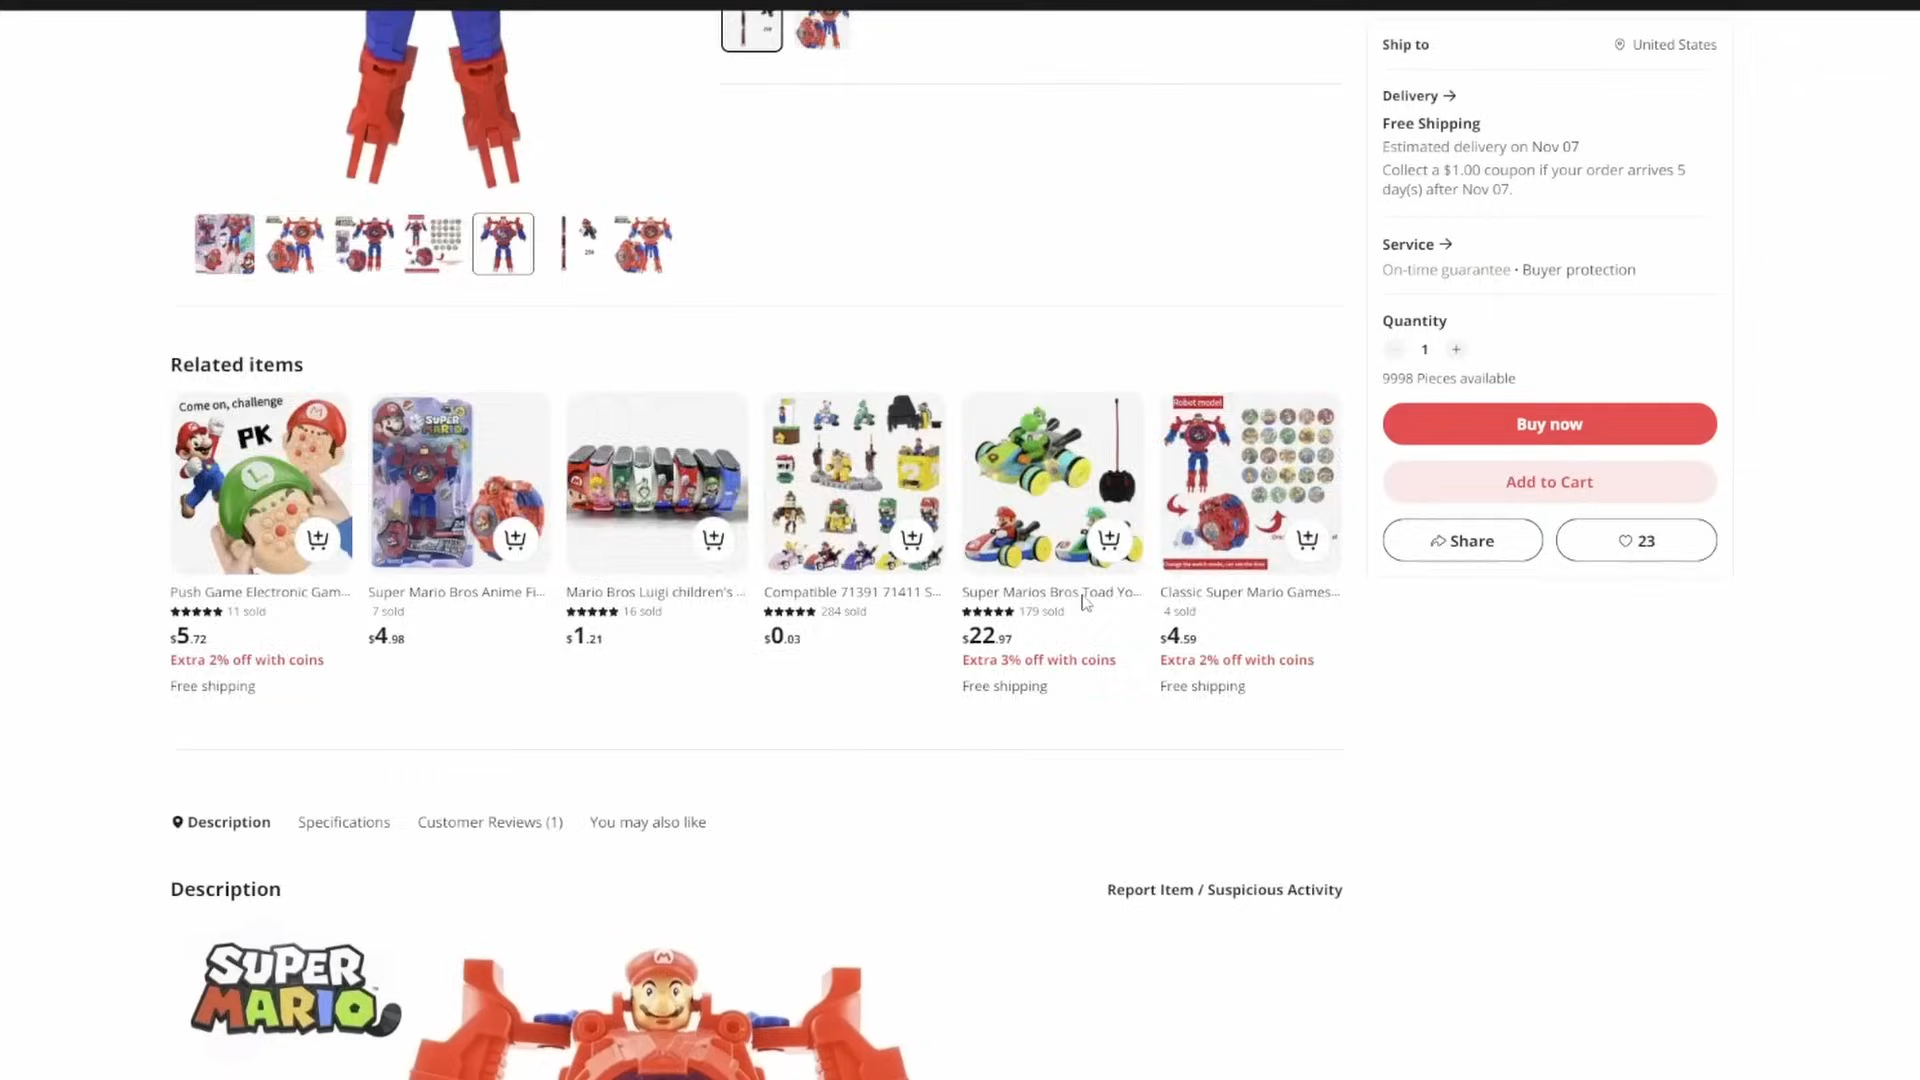 Ship to
United States
Delivery →
Free Shipping
Estimated delivery on Nov 07
Collect a $1.00 coupon if your order arrives 5
day(s) after Nov 07.
Service →
On-time guarantee • Buyer protection
Quantity
− 1 +
9998 Pieces available
Buy now
Add to Cart
Share
23
Related items
Come on, challenge
PK
M
M
L
SUPER
MARIO
Robot model
Push Game Electronic Gam...
11 sold
$5.72
Extra 2% off with coins
Free shipping
Super Mario Bros Anime Fi...
7 sold
$4.98
Mario Bros Luigi children's ...
16 sold
$1.21
Compatible 71391 71411 S...
284 sold
$0.03
Super Marios Bros Toad Yo...
179 sold
$22.97
Extra 3% off with coins
Free shipping
Classic Super Mario Games...
4 sold
$4.59
Extra 2% off with coins
Free shipping
Description
Specifications
Customer Reviews (1)
You may also like
Description
Report Item / Suspicious Activity
SUPER
MARIO
M